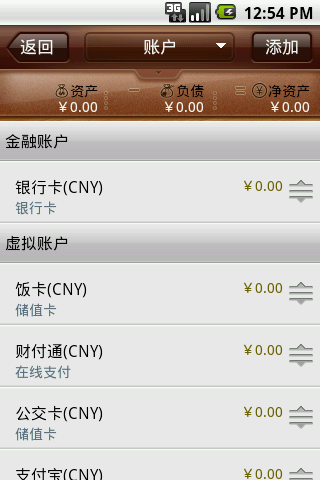 3G 12:54 PM
返回 账户 添加
资产 - 负债 = 净资产
￥0.00 ￥0.00 ￥0.00
金融账户
银行卡(CNY) ￥0.00
银行卡
虚拟账户
饭卡(CNY) ￥0.00
储值卡
财付通(CNY) ￥0.00
在线支付
公交卡(CNY) ￥0.00
储值卡
支付宝(CNY) ￥0.00